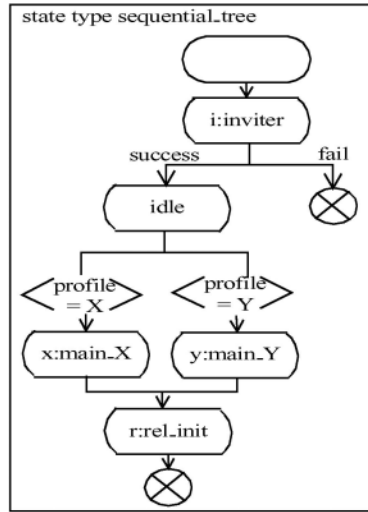 state type sequential_tree
i:inviter
success fail
idle
profile profile
= X = Y
x:main_X y:main_Y
r:rel_init